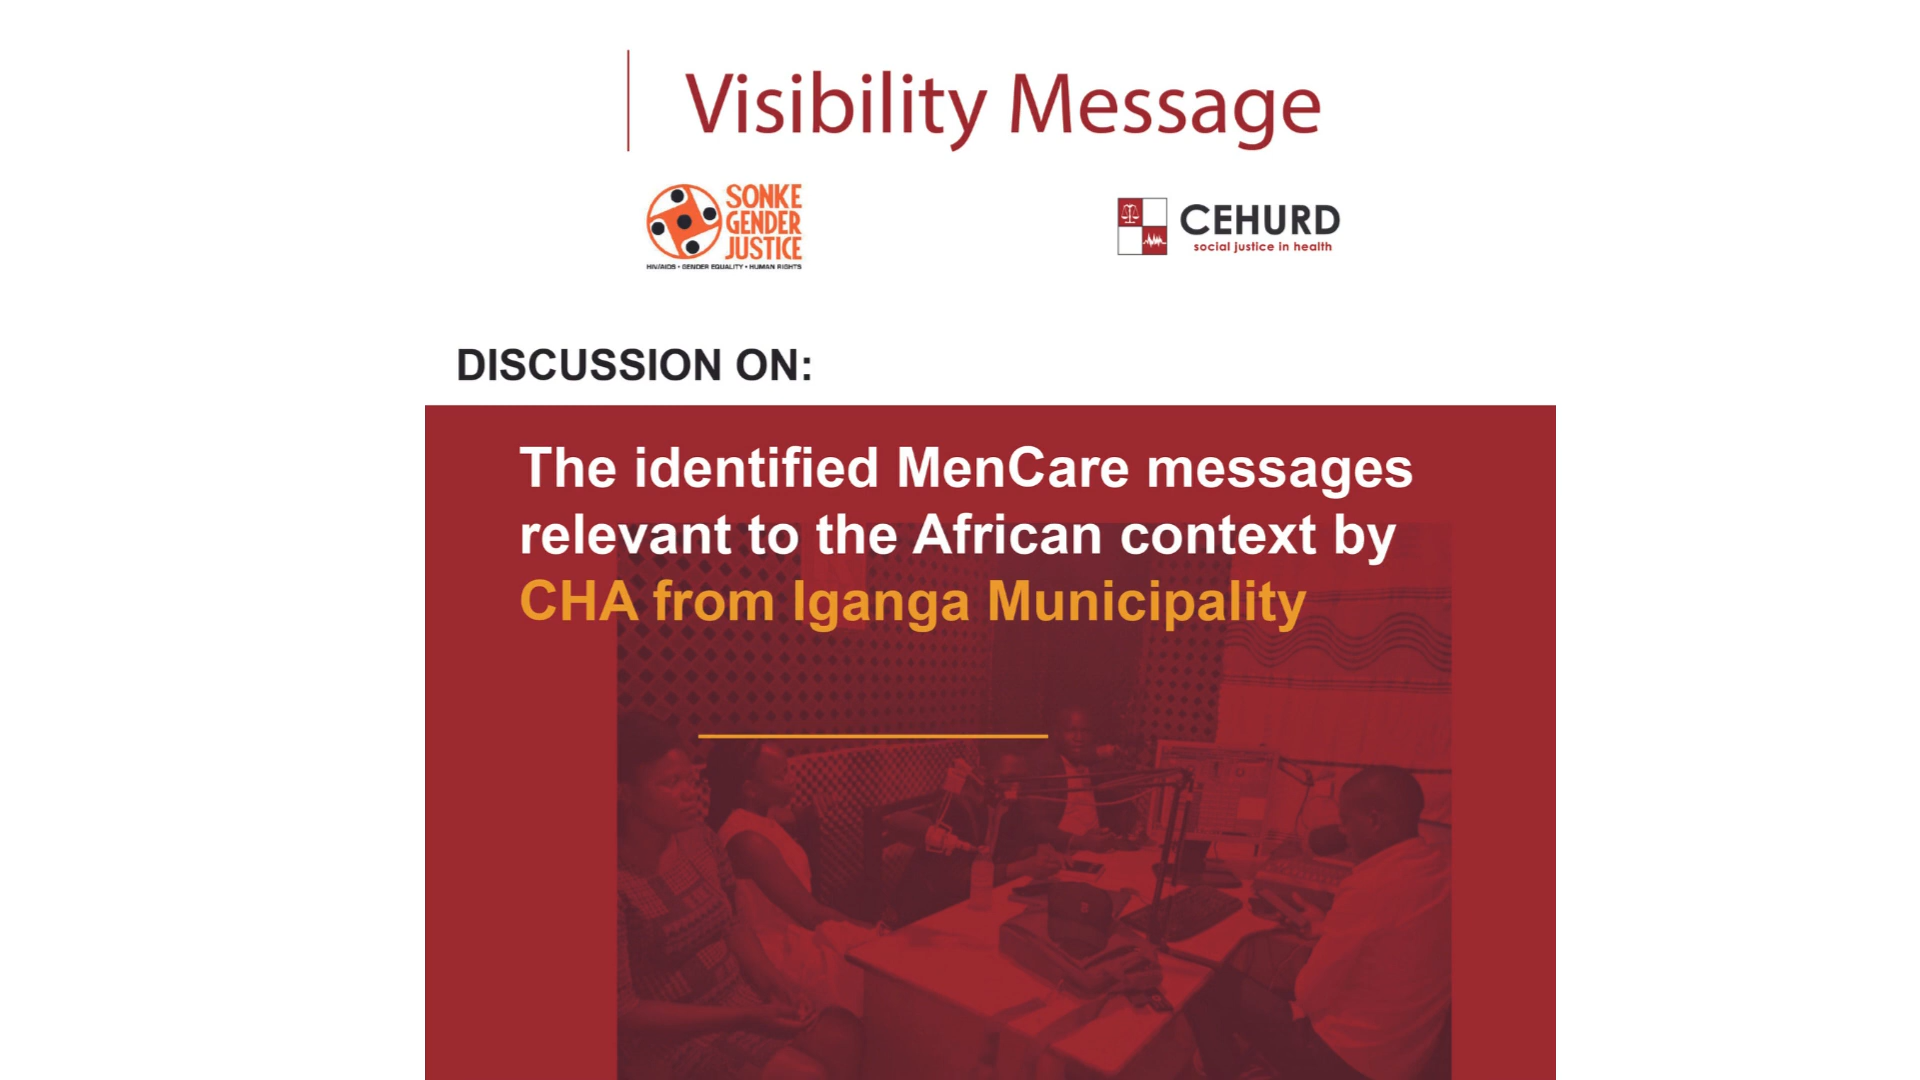 Visibility Message
SONKE
GENDER
JUSTICE
HIV/AIDS • GENDER EQUALITY • HUMAN RIGHTS
CEHURD
social justice in health
DISCUSSION ON:
The identified MenCare messages
relevant to the African context by
CHA from Iganga Municipality